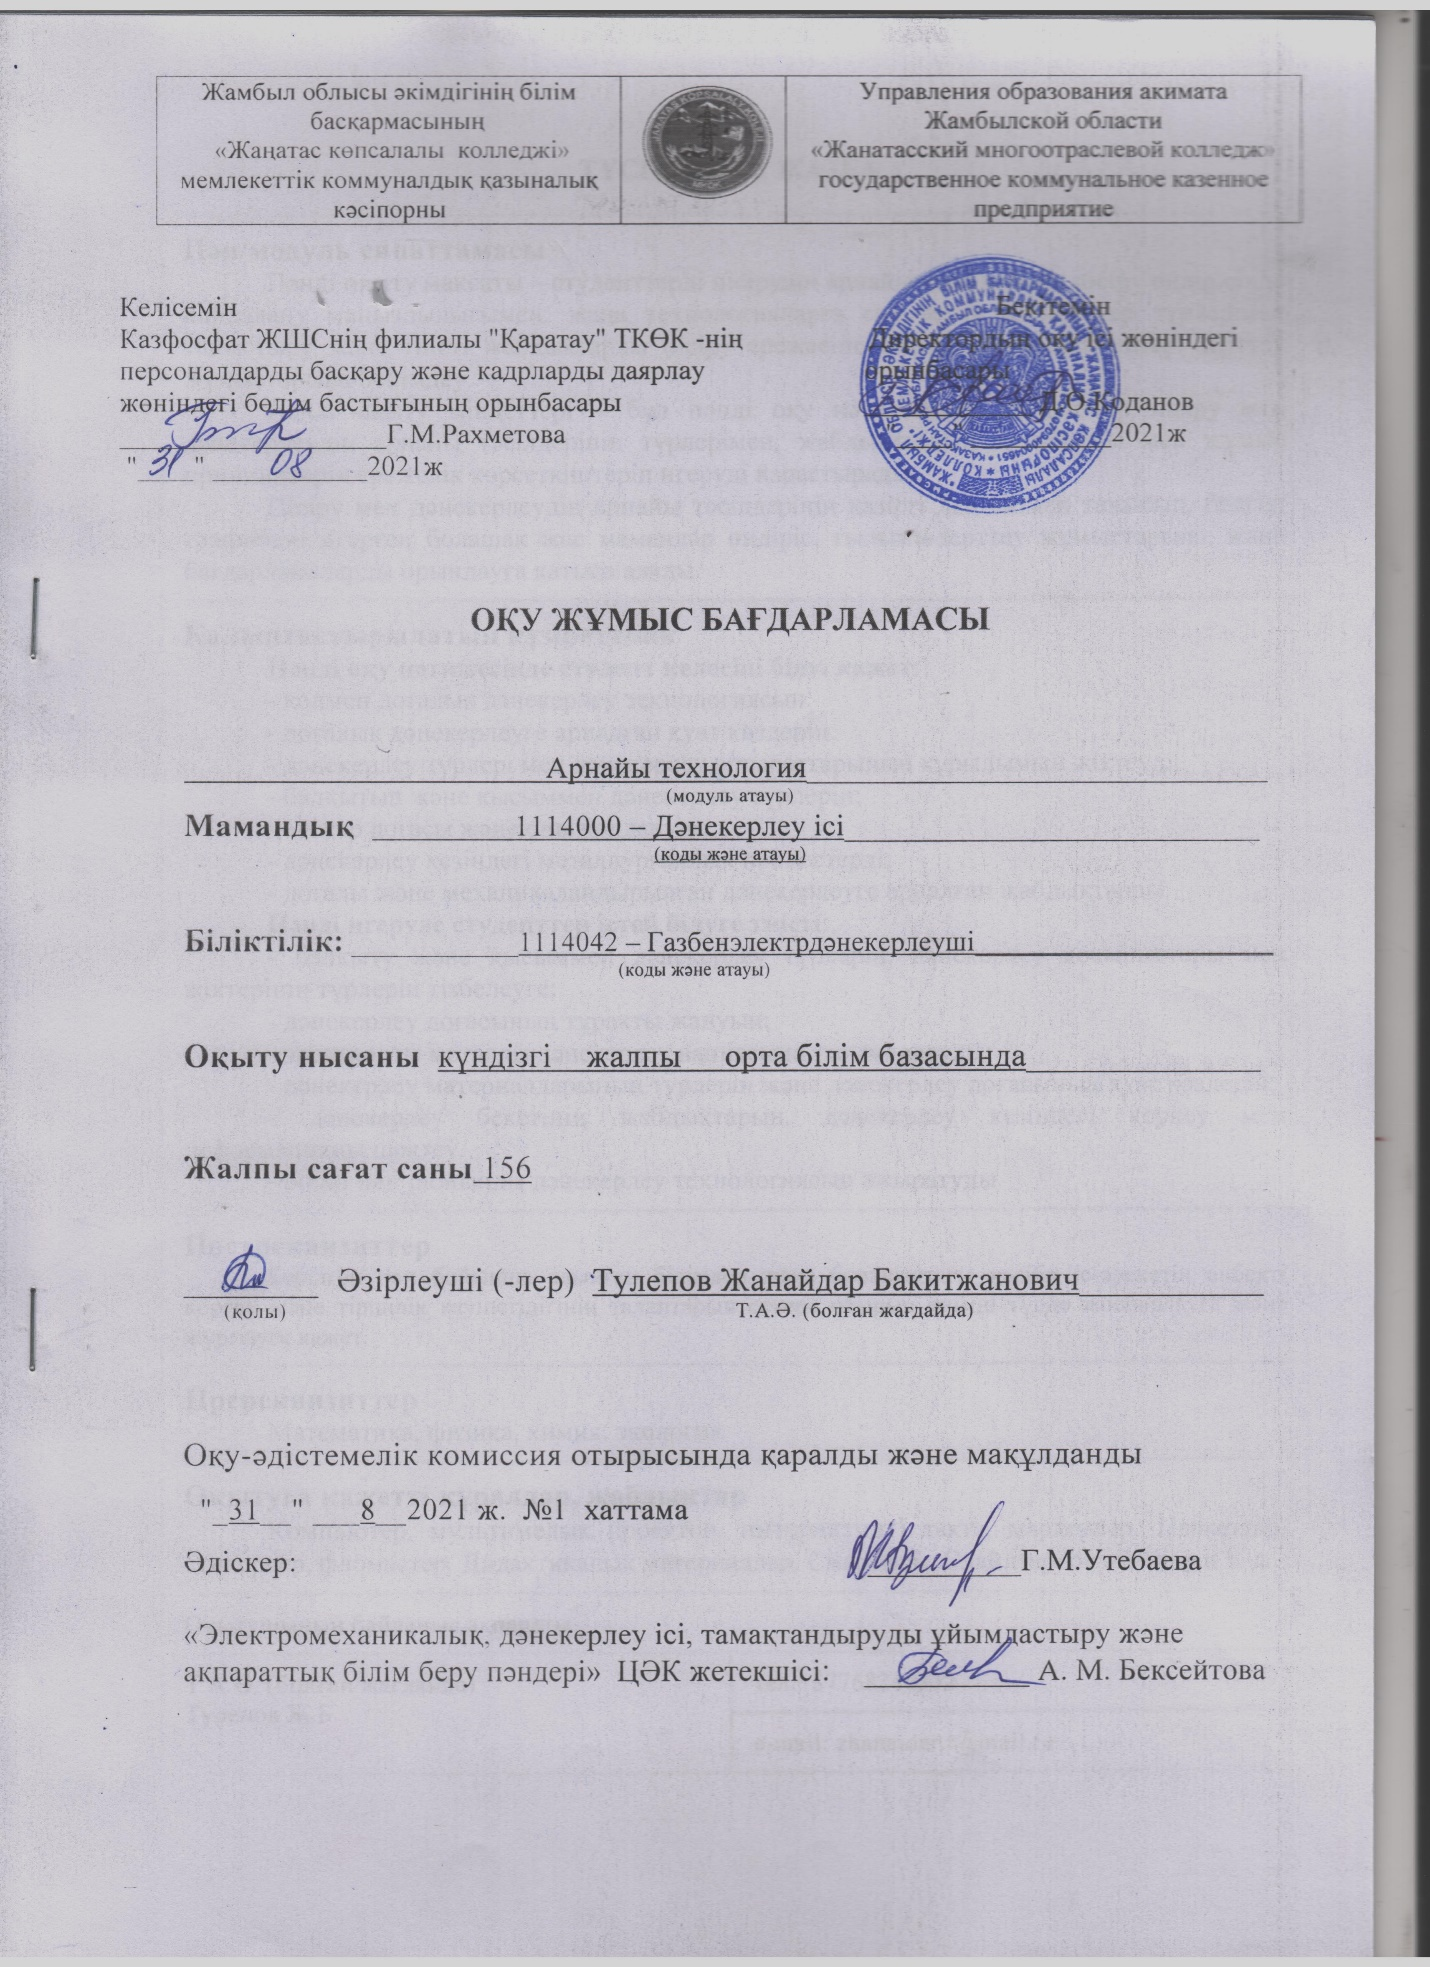 Жамбыл облысы әкімдігінің білім
басқармасының
«Жаңатас көпсалалы колледжі»
мемлекеттік коммуналдық қазыналық
кәсіпорны
Управления образования акимата
Жамбылской области
«Жанатасский многоотраслевой колледж»
государственное коммунальное казенное
предприятие
Келісемін
Казфосфат ЖШСнің филиалы "Қаратау" ТКӨК -нің
персоналдарды басқару және кадрларды даярлау
жөніндегі бөлім бастығының орынбасары
Г.М.Рахметова
"31" 08 2021ж
Бекітемін
Директордың оқу ісі жөніндегі
орынбасары
Д.О.Қоданов
2021ж
ОҚУ ЖҰМЫС БАҒДАРЛАМАСЫ
Арнайы технология
(модуль атауы)
Мамандық 1114000 – Дәнекерлеу ісі
(коды және атауы)
Біліктілік: 1114042 – Газбенэлектрдәнекерлеуші
(коды және атауы)
Оқыту нысаны күндізгі жалпы орта білім базасында
Жалпы сағат саны 156
Әзірлеуші (-лер) Тулепов Жанайдар Бакитжанович
(қолы) Т.А.Ә. (болған жағдайда)
Оқу-әдістемелік комиссия отырысында қаралды және мақұлданды
"_31__" ___8__2021 ж. №1 хаттама
Әдіскер: Г.М.Утебаева
«Электромеханикалық, дәнекерлеу ісі, тамақтандыруды ұйымдастыру және
ақпараттық білім беру пәндері» ЦӘК жетекшісі: А. М. Бексейтова